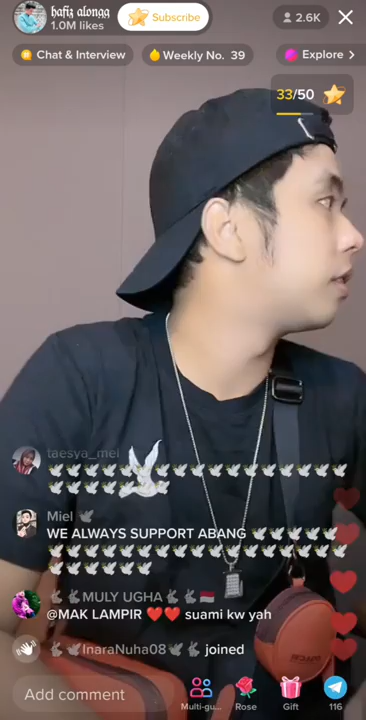 hafiz alongg
1.0M likes
Subscribe
2.6K
Chat & Interview
Weekly No. 39
Explore
33/50
taesya_mei
Miel
WE ALWAYS SUPPORT ABANG
MULY UGHA
@MAK LAMPIR ❤️❤️ suami kw yah
InaraNuha08 joined
Add comment
Multi-gu...
Rose
Gift
116